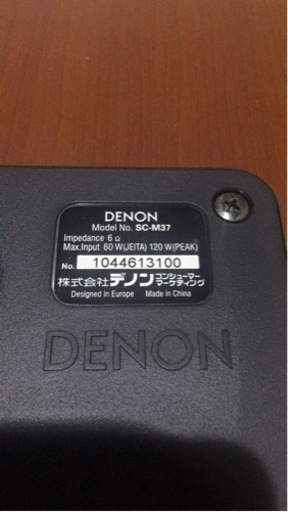 DENON
Model No. SC-M37
Impedance 6 Ω
Max.Input 60 W(JEITA) 120 W(PEAK)
No. 1044613100
株式会社デノン コンシューマー マーケティング
Designed in Europe Made in China
DENON